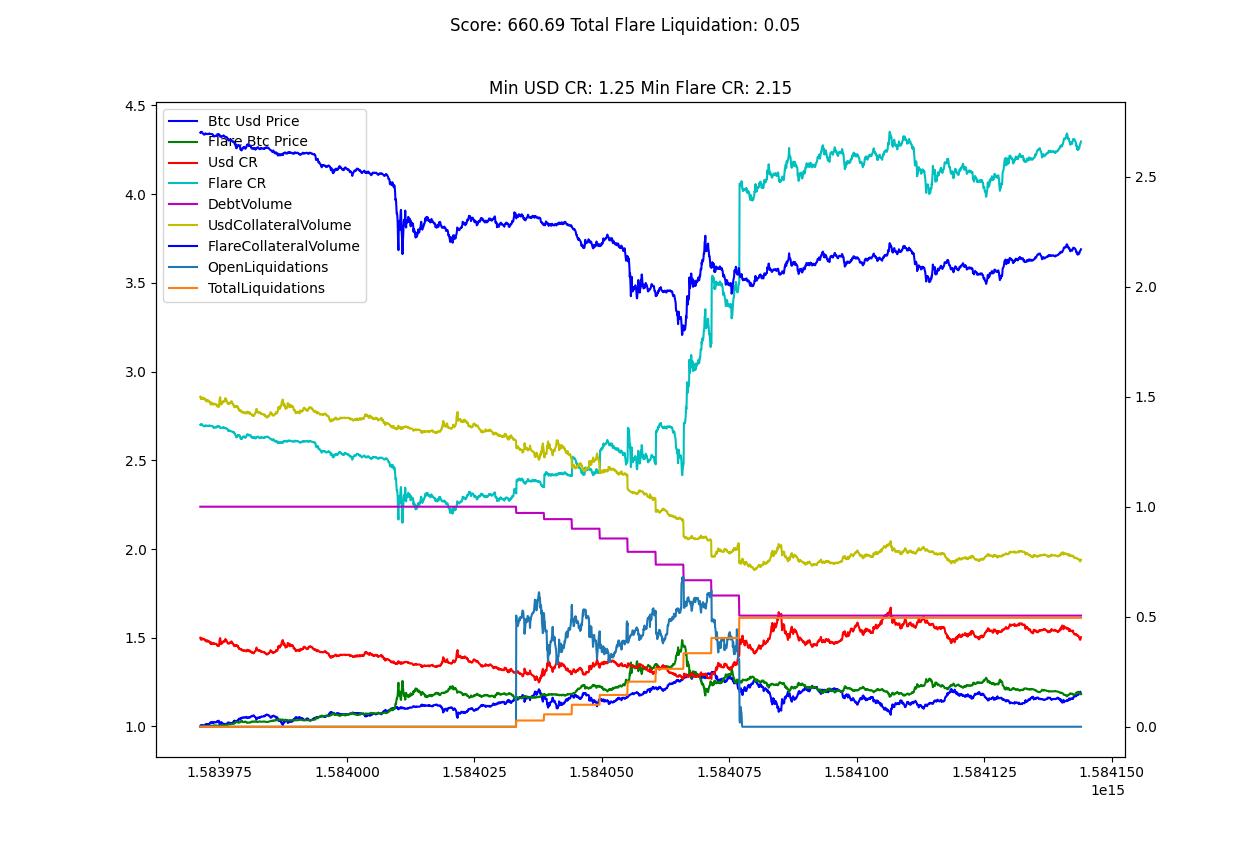 Score: 660.69 Total Flare Liquidation: 0.05
Min USD CR: 1.25 Min Flare CR: 2.15
Btc Usd Price
Flare Btc Price
Usd CR
Flare CR
DebtVolume
UsdCollateralVolume
FlareCollateralVolume
OpenLiquidations
TotalLiquidations
4.5
4.0
3.5
3.0
2.5
2.0
1.5
1.0
2.5
2.0
1.5
1.0
0.5
0.0
1.583975 1.584000 1.584025 1.584050 1.584075 1.584100 1.584125 1.584150
1e15